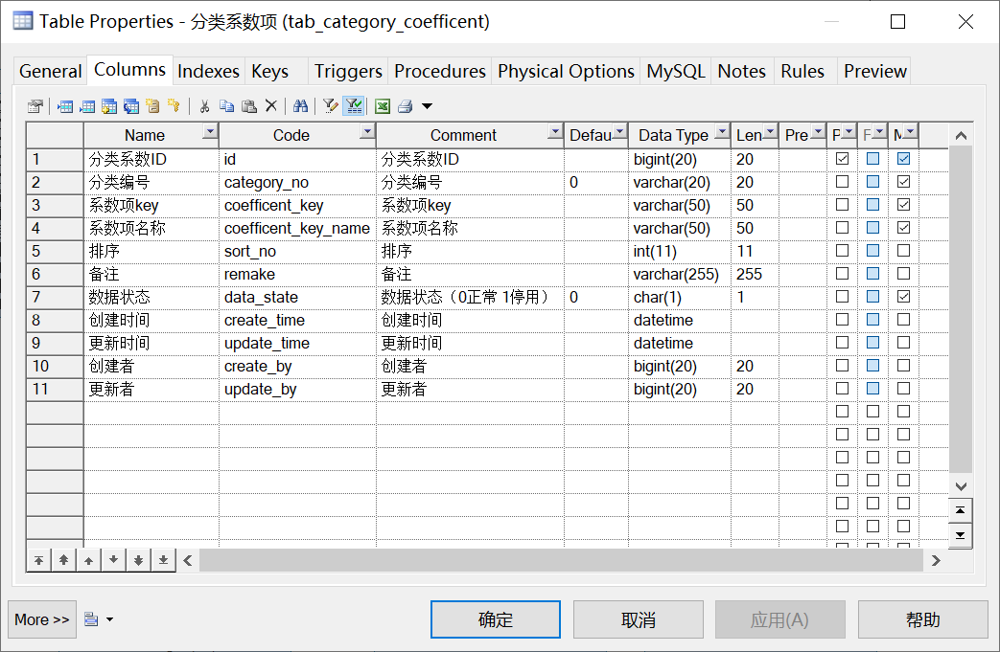 Table Properties - 分类系数项 (tab_category_coefficent)
General Columns Indexes Keys Triggers Procedures Physical Options MySQL Notes Rules Preview
Name Code Comment Defau Data Type Len Pre P F M
1 分类系数ID id 分类系数ID bigint(20) 20
2 分类编号 category_no 分类编号 0 varchar(20) 20
3 系数项key coefficent_key 系数项key varchar(50) 50
4 系数项名称 coefficent_key_name 系数项名称 varchar(50) 50
5 排序 sort_no 排序 int(11) 11
6 备注 remake 备注 varchar(255) 255
7 数据状态 data_state 数据状态（0正常 1停用） 0 char(1) 1
8 创建时间 create_time 创建时间 datetime
9 更新时间 update_time 更新时间 datetime
10 创建者 create_by 创建者 bigint(20) 20
11 更新者 update_by 更新者 bigint(20) 20
More >> 确定 取消 应用(A) 帮助